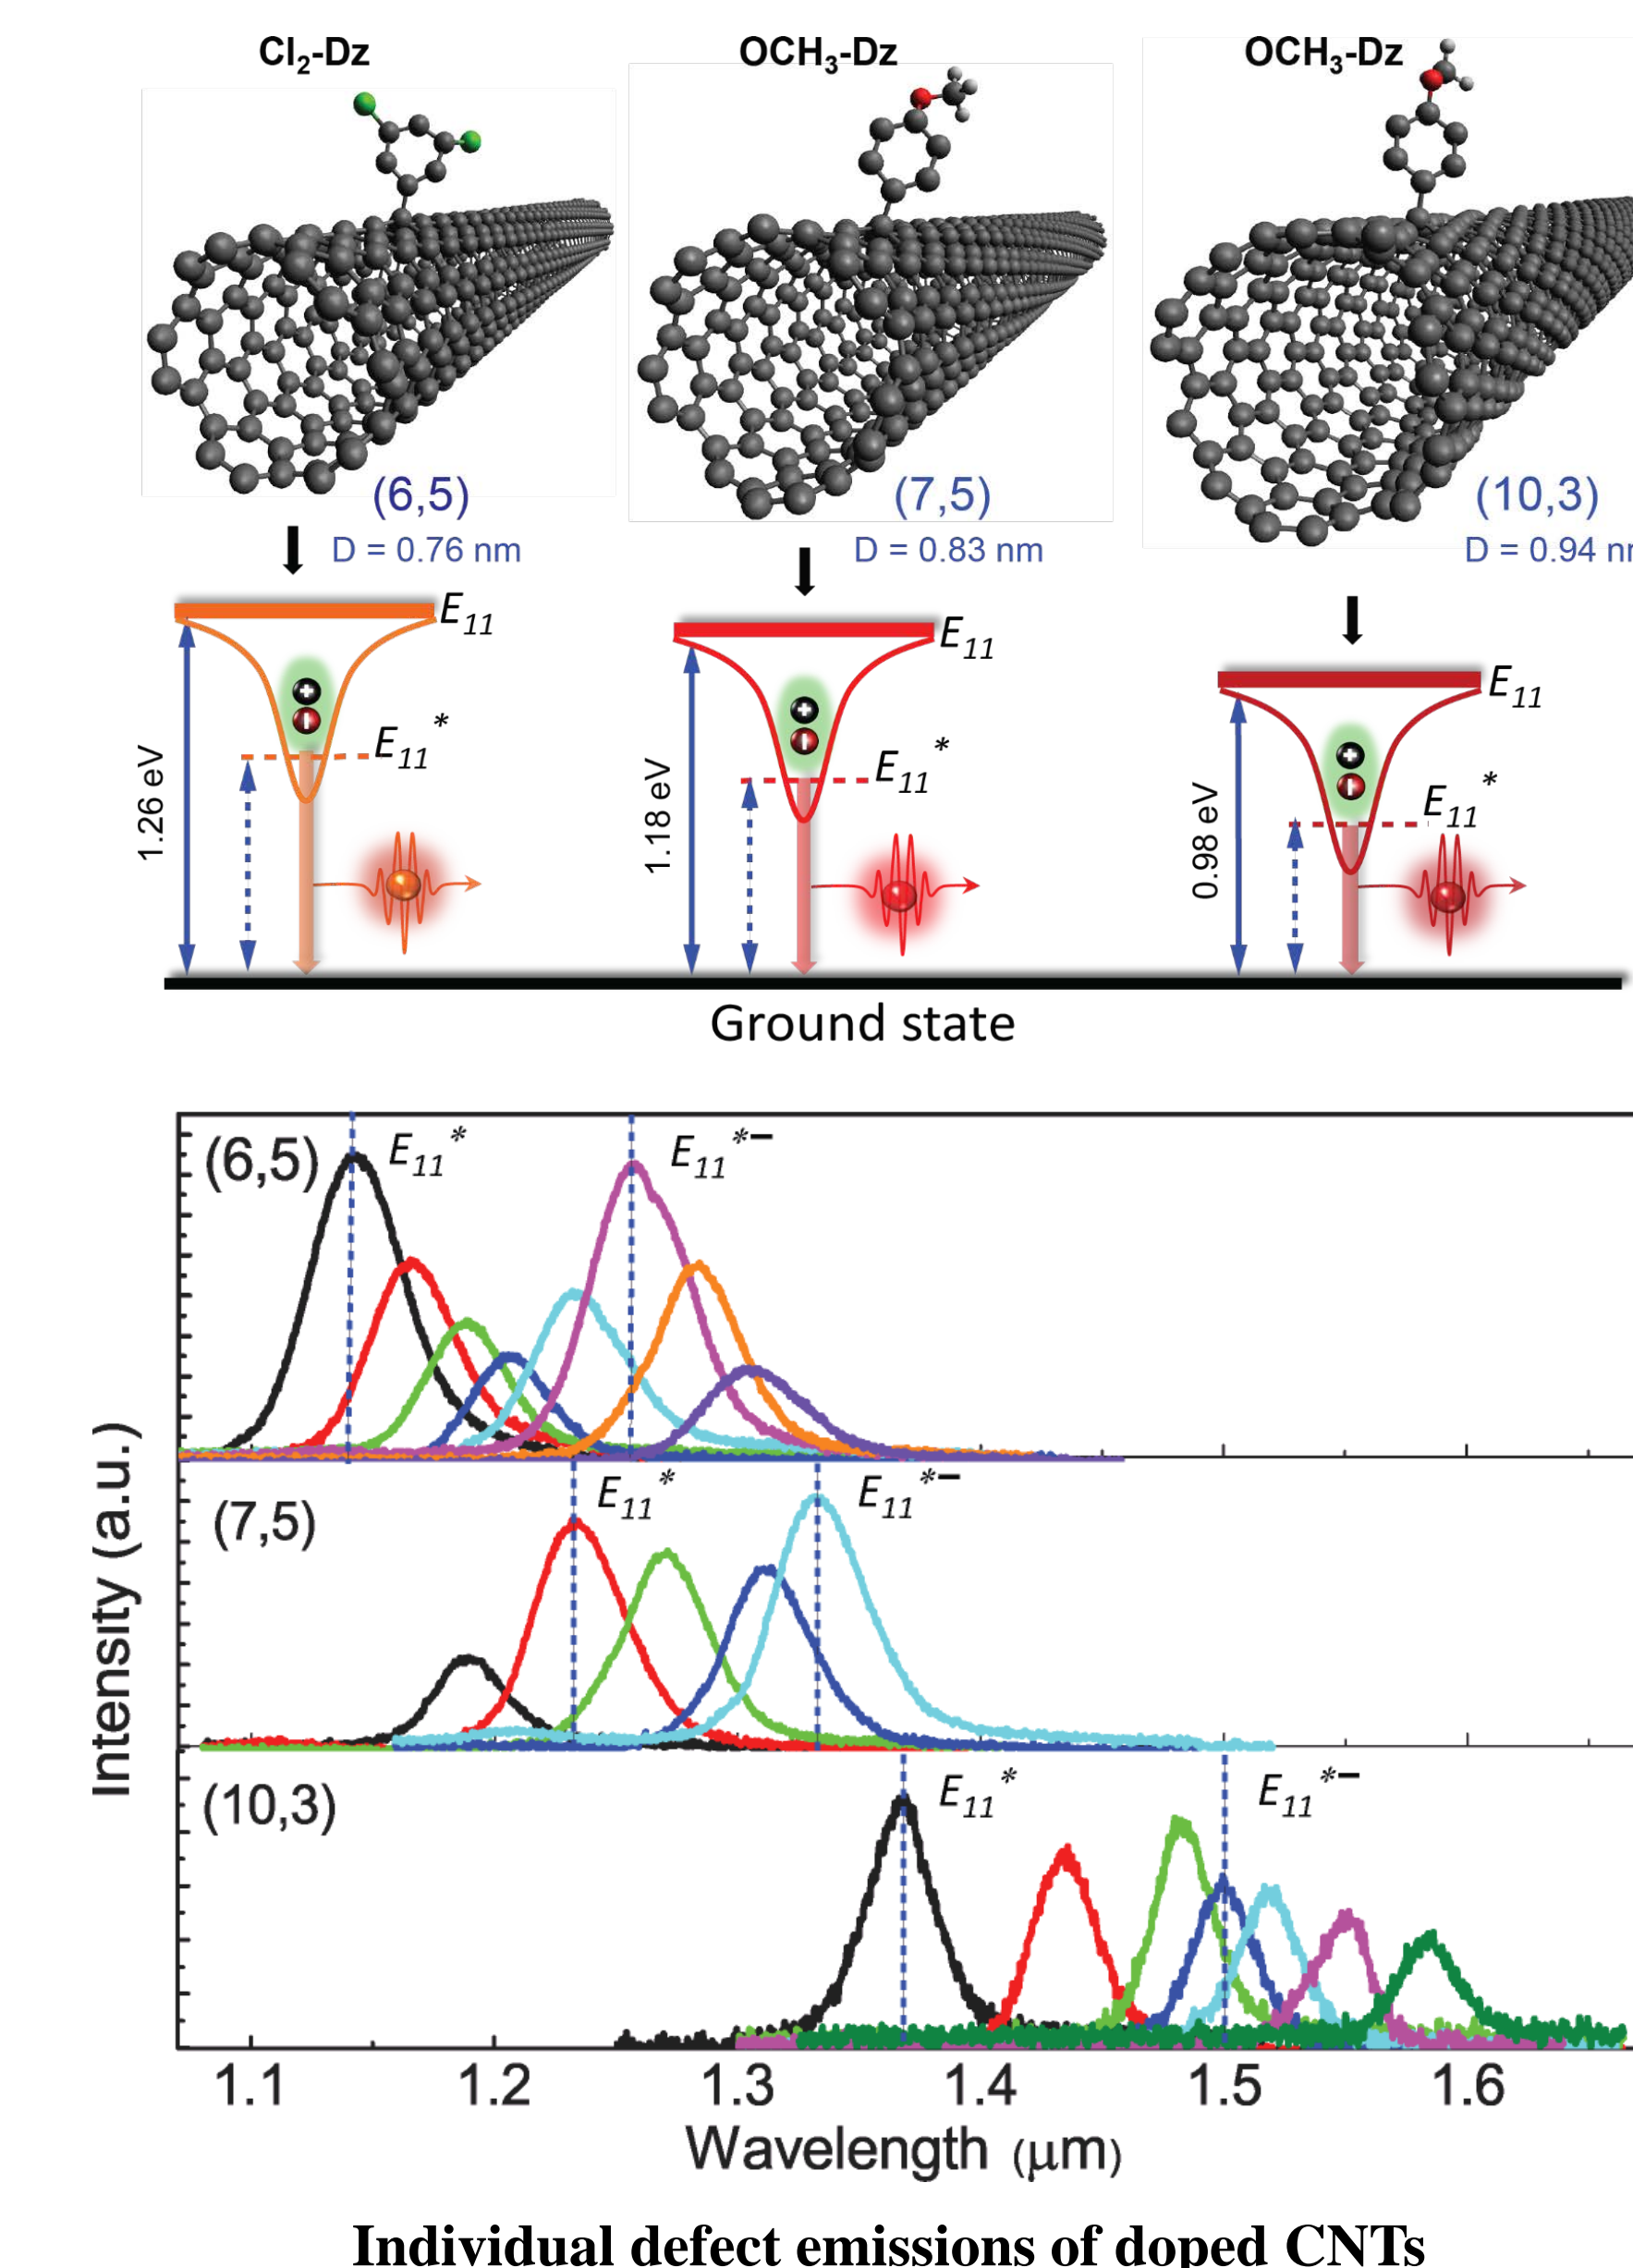 Cl2-Dz
OCH3-Dz
OCH3-Dz
(6,5)
D = 0.76 nm
(7,5)
D = 0.83 nm
(10,3)
D = 0.94 n
E11
E11*
1.26 eV
E11
E11*
1.18 eV
E11
E11*
0.98 eV
Ground state
Intensity (a.u.)
(6,5)
E11*
E11*−
(7,5)
E11*
E11*−
(10,3)
E11*
E11*−
1.1 1.2 1.3 1.4 1.5 1.6
Wavelength (μm)
Individual defect emissions of doped CNTs